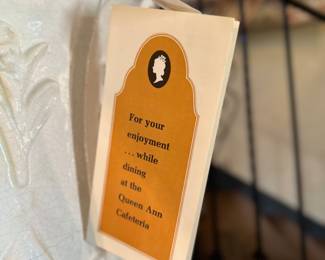 For your
enjoyment
... while
dining
at the
Queen Ann
Cafeteria